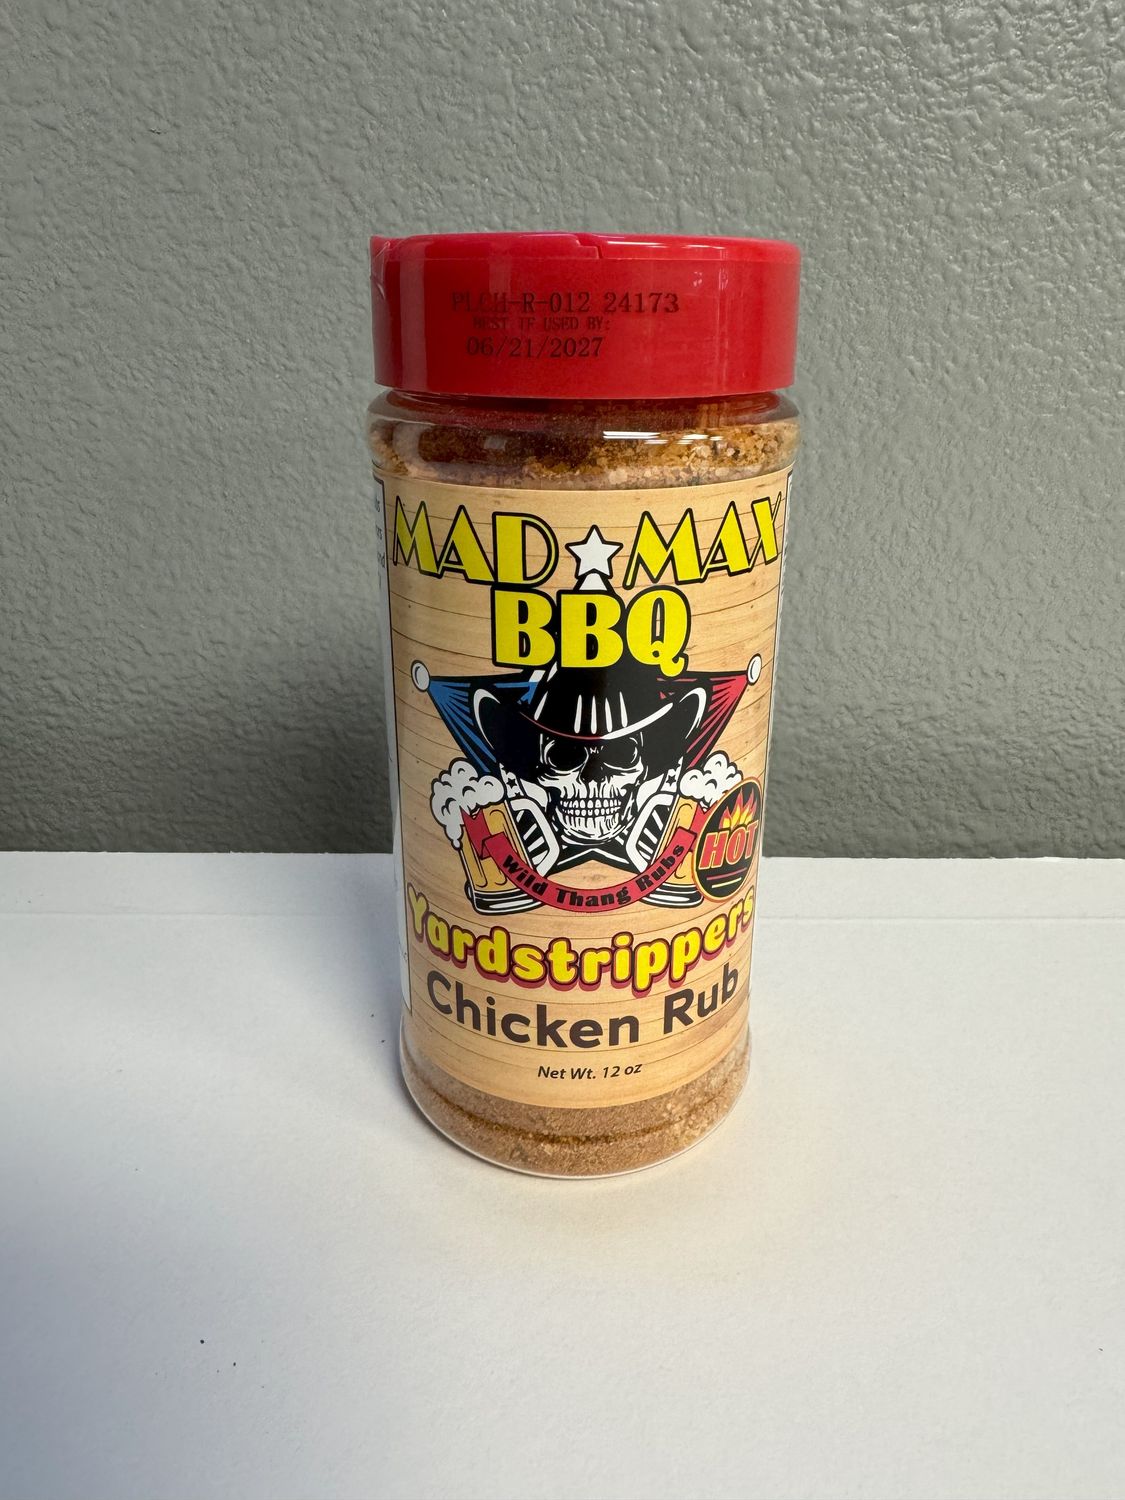 PLCH-R-012 24173
BEST IF USED BY:
06/21/2027
MAD MAX
BBQ
HOT
Wild Thang Rubs
Yardstrippers
Chicken Rub
Net Wt. 12 oz